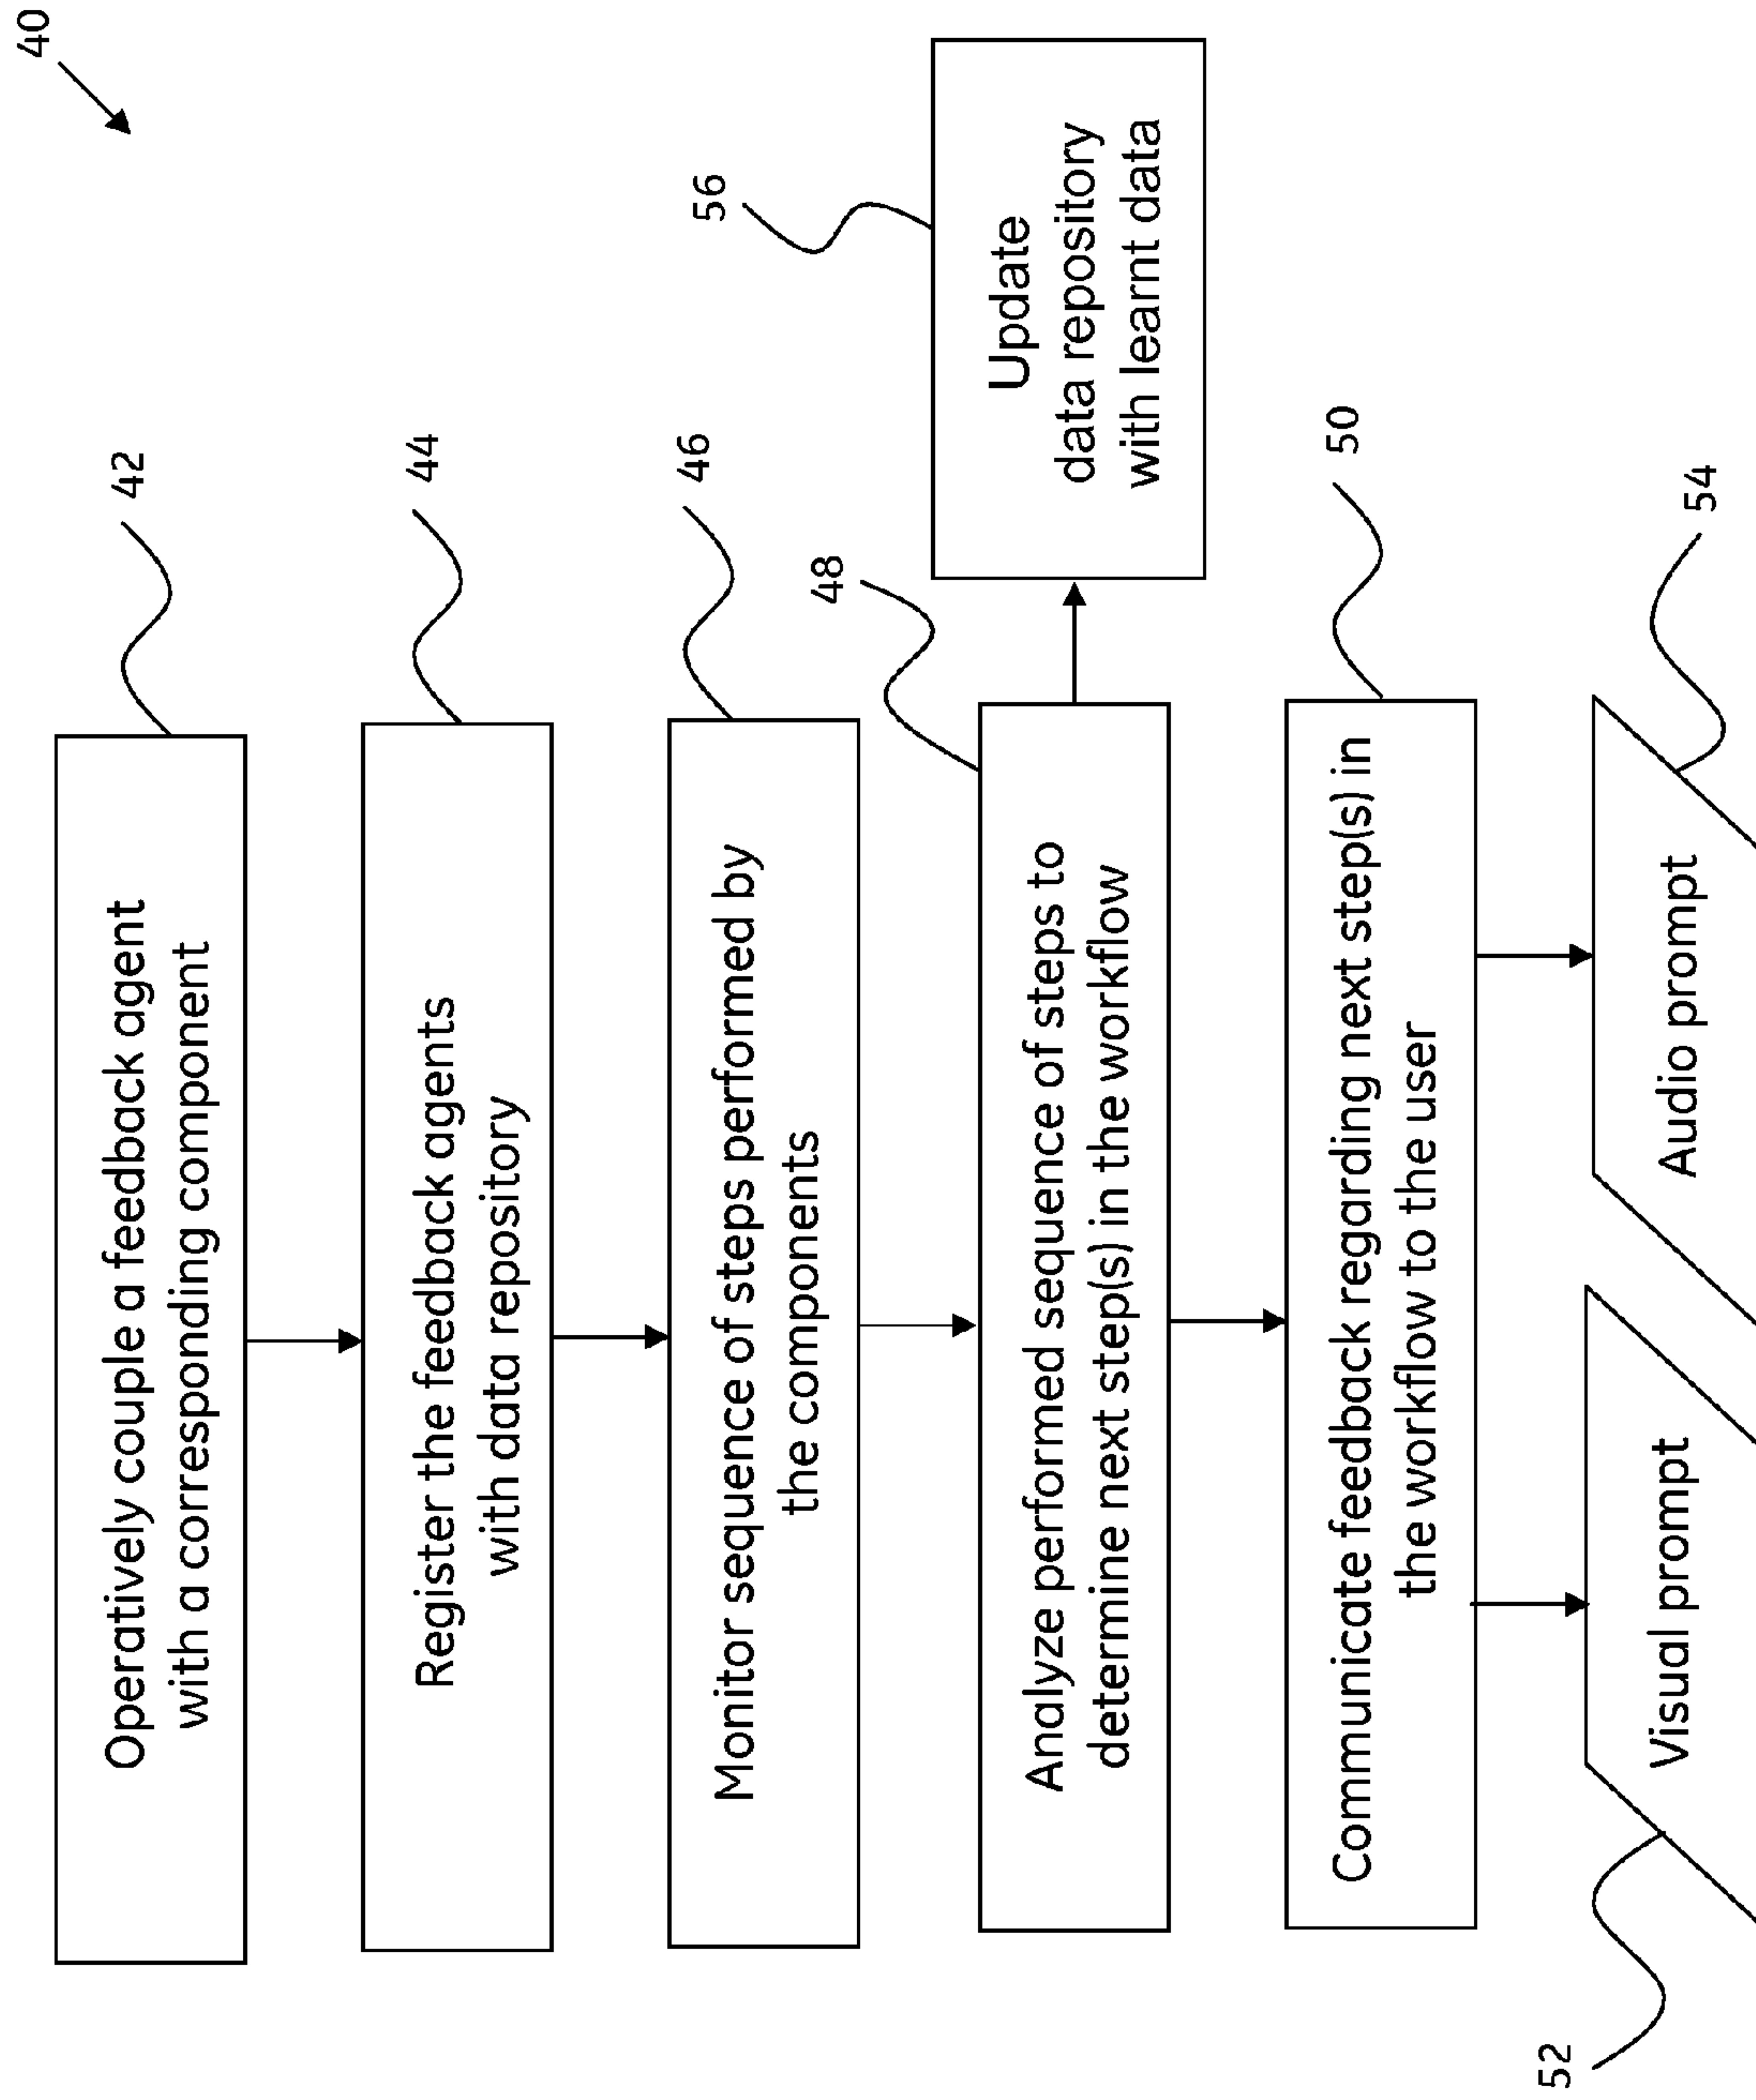 40
Operatively couple a feedback agent
with a corresponding component
42
Register the feedback agents
with data repository
44
Monitor sequence of steps performed by
the components
46
Analyze performed sequence of steps to
determine next step(s) in the workflow
48
Update
data repository
with learnt data
56
Communicate feedback regarding next step(s) in
the workflow to the user
50
Visual prompt
52
Audio prompt
54